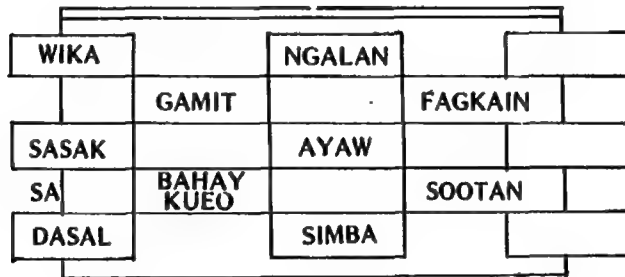 WIKA NGALAN
GAMIT FAGKAIN
SASAK AYAW
SA BAHAY KUEO SOOTAN
DASAL SIMBA